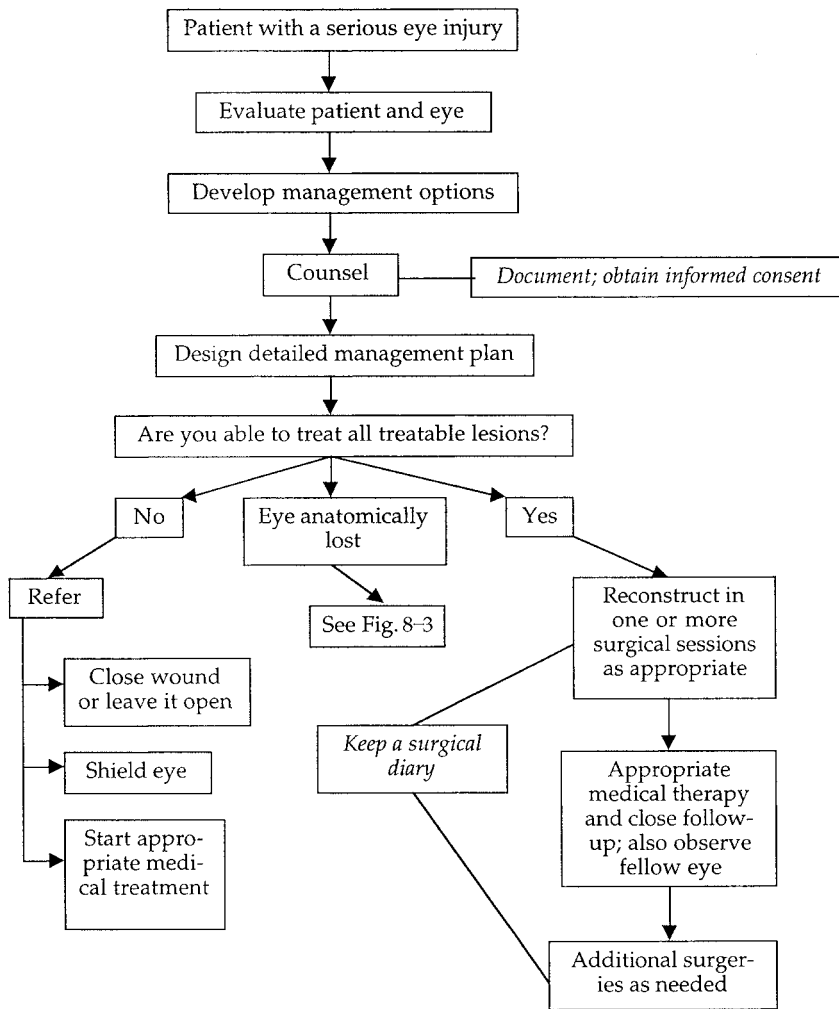 Patient with a serious eye injury
Evaluate patient and eye
Develop management options
Counsel
Document; obtain informed consent
Design detailed management plan
Are you able to treat all treatable lesions?
No
Eye anatomically
lost
Yes
Refer
See Fig. 8–3
Reconstruct in
one or more
surgical sessions
as appropriate
Close wound
or leave it open
Keep a surgical
diary
Shield eye
Appropriate
medical therapy
and close follow-
up; also observe
fellow eye
Start appro-
priate medi-
cal treatment
Additional surger-
ies as needed